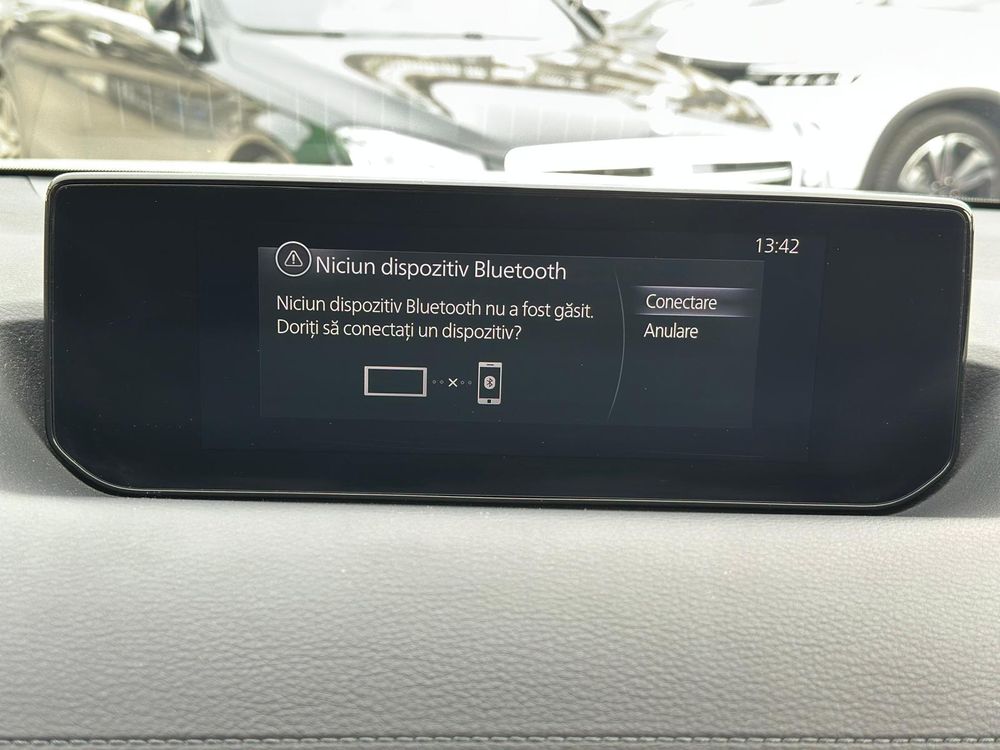 13:42
Niciun dispozitiv Bluetooth
Niciun dispozitiv Bluetooth nu a fost găsit.
Doriți să conectați un dispozitiv?
Conectare
Anulare